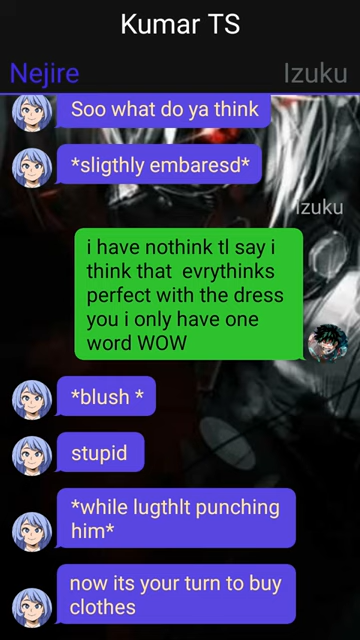 Kumar TS
Nejire
Izuku
Soo what do ya think
*sligthly embaresd*
Izuku
i have nothink tl say i
think that evrythinks
perfect with the dress
you i only have one
word WOW
*blush *
stupid
*while lugthlt punching
him*
now its your turn to buy
clothes